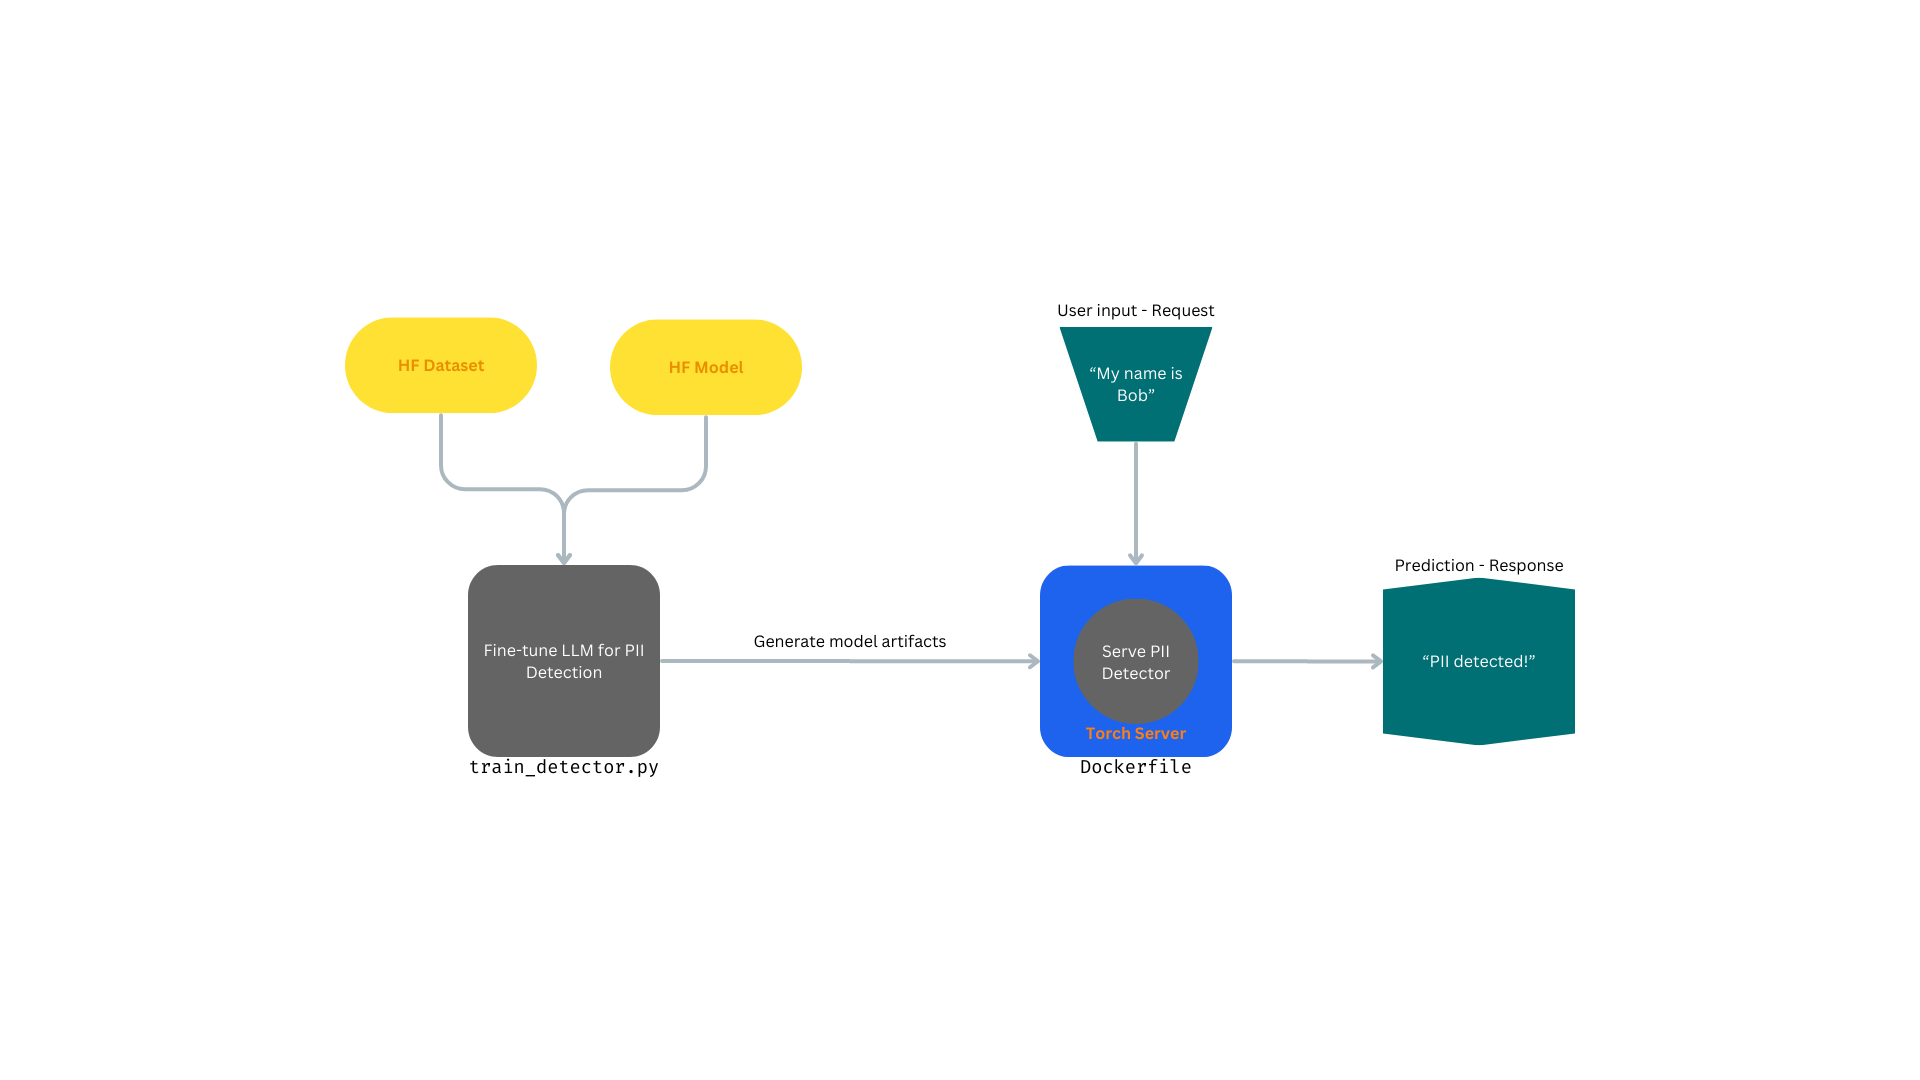 HF Dataset
HF Model
User input - Request
“My name is
Bob”
Fine-tune LLM for PII
Detection
train_detector.py
Generate model artifacts
Serve PII
Detector
Torch Server
Dockerfile
Prediction - Response
“PII detected!”